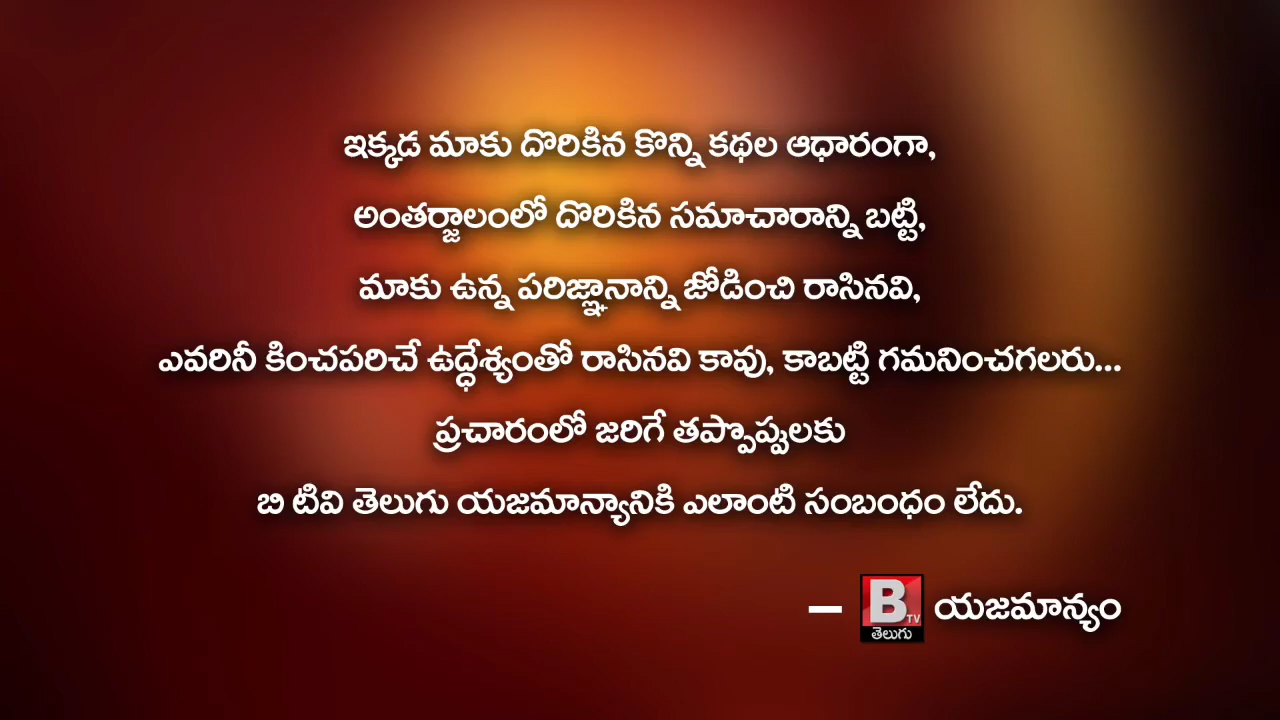 ఇక్కడ మాకు దొరికిన కొన్ని కథల ఆధారంగా,
అంతర్జాలంలో దొరికిన సమాచారాన్ని బట్టి,
మాకు ఉన్న పరిజ్ఞానాన్ని జోడించి రాసినవి,
ఎవరినీ కించపరిచే ఉద్ధేశ్యంతో రాసినవి కావు, కాబట్టి గమనించగలరు...
ప్రచారంలో జరిగే తప్పొప్పులకు
బి టివి తెలుగు యజమాన్యానికి ఎలాంటి సంబంధం లేదు.
– B TV తెలుగు యజమాన్యం